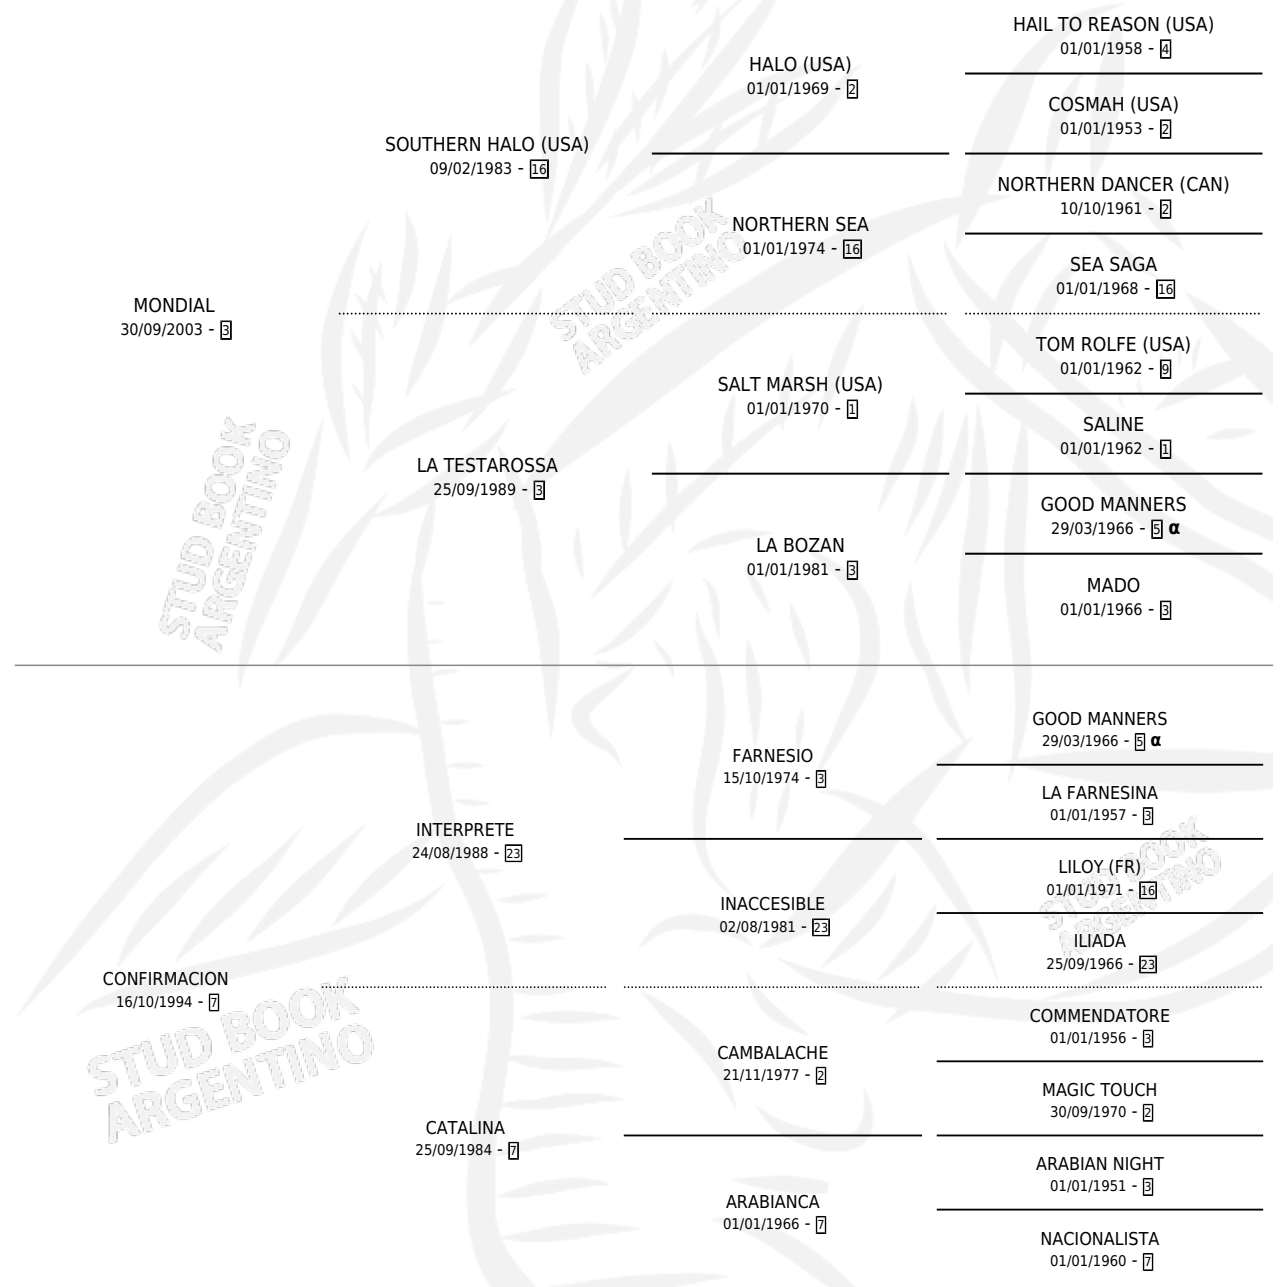 HAIL TO REASON (USA)
01/01/1958 - 4
HALO (USA)
01/01/1969 - 2
COSMAH (USA)
01/01/1953 - 2
SOUTHERN HALO (USA)
09/02/1983 - 16
NORTHERN DANCER (CAN)
10/10/1961 - 2
NORTHERN SEA
01/01/1974 - 16
SEA SAGA
01/01/1968 - 16
MONDIAL
30/09/2003 - 3
TOM ROLFE (USA)
01/01/1962 - 9
SALT MARSH (USA)
01/01/1970 - 1
SALINE
01/01/1962 - 1
LA TESTAROSSA
25/09/1989 - 3
GOOD MANNERS
29/03/1966 - 5 α
LA BOZAN
01/01/1981 - 3
MADO
01/01/1966 - 3
GOOD MANNERS
29/03/1966 - 5 α
FARNESIO
15/10/1974 - 3
LA FARNESINA
01/01/1957 - 3
INTERPRETE
24/08/1988 - 23
LILOY (FR)
01/01/1971 - 16
INACCESIBLE
02/08/1981 - 23
ILIADA
25/09/1966 - 23
CONFIRMACION
16/10/1994 - 7
COMMENDATORE
01/01/1956 - 3
CAMBALACHE
21/11/1977 - 2
MAGIC TOUCH
30/09/1970 - 2
CATALINA
25/09/1984 - 7
ARABIAN NIGHT
01/01/1951 - 3
ARABIANCA
01/01/1966 - 7
NACIONALISTA
01/01/1960 - 7
STUD BOOK
ARGENTINO
STUD BOOK
ARGENTINO
STUD BOOK
ARGENTINO
STUD BOOK
ARGENTINO